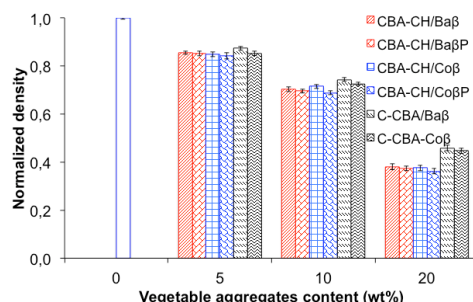 1,0
0,8
0,6
0,4
0,2
0,0
Normalized density
0
5
10
20
Vegetable aggregates content (wt%)
CBA-CH/Baβ
CBA-CH/BaβP
CBA-CH/Coβ
CBA-CH/CoβP
C-CBA/Baβ
C-CBA-Coβ